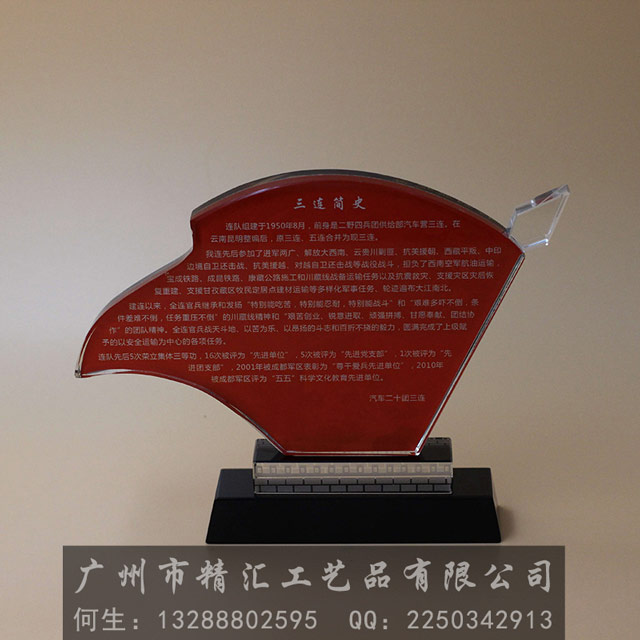 三连简史
连队组建于1950年8月，前身是二野四兵团供给部汽车营三连。在
云南昆明整编后，原三连、五连合并为现三连。
我连先后参加了进军两广、解放大西南、云贵川剿匪、抗美援朝、西藏平叛、中印
边境自卫还击战、抗美援越、对越自卫还击战等战役战斗，担负了西南空军航油运输，
宝成铁路、成昆铁路、康藏公路施工和川藏线战备运输任务以及抗震救灾、支援灾区灾后恢
复重建、支援甘孜藏区牧民定居点建材运输等多样化军事任务，轮迹遍布大江南北。
建连以来，全连官兵继承和发扬“特别能吃苦，特别能忍耐，特别能战斗”和“艰难多吓不倒，条
件差难不倒，任务重压不倒”的川藏线精神和“艰苦创业、锐意进取、顽强拼搏、甘愿奉献、团结协
作”的团队精神。全连官兵战天斗地、以苦为乐、以昂扬的斗志和百折不挠的毅力，圆满完成了上级赋
予的以安全运输为中心的各项任务。
连队先后5次荣立集体三等功，16次被评为“先进单位”，5次被评为“先进党支部”，1次被评为“先
进团支部”，2001年被成都军区表彰为“尊干爱兵先进单位”，2010年
被成都军区评为“五五”科学文化教育先进单位。
汽车二十团三连
广州市精汇工艺品有限公司
何生：13288802595 QQ：2250342913